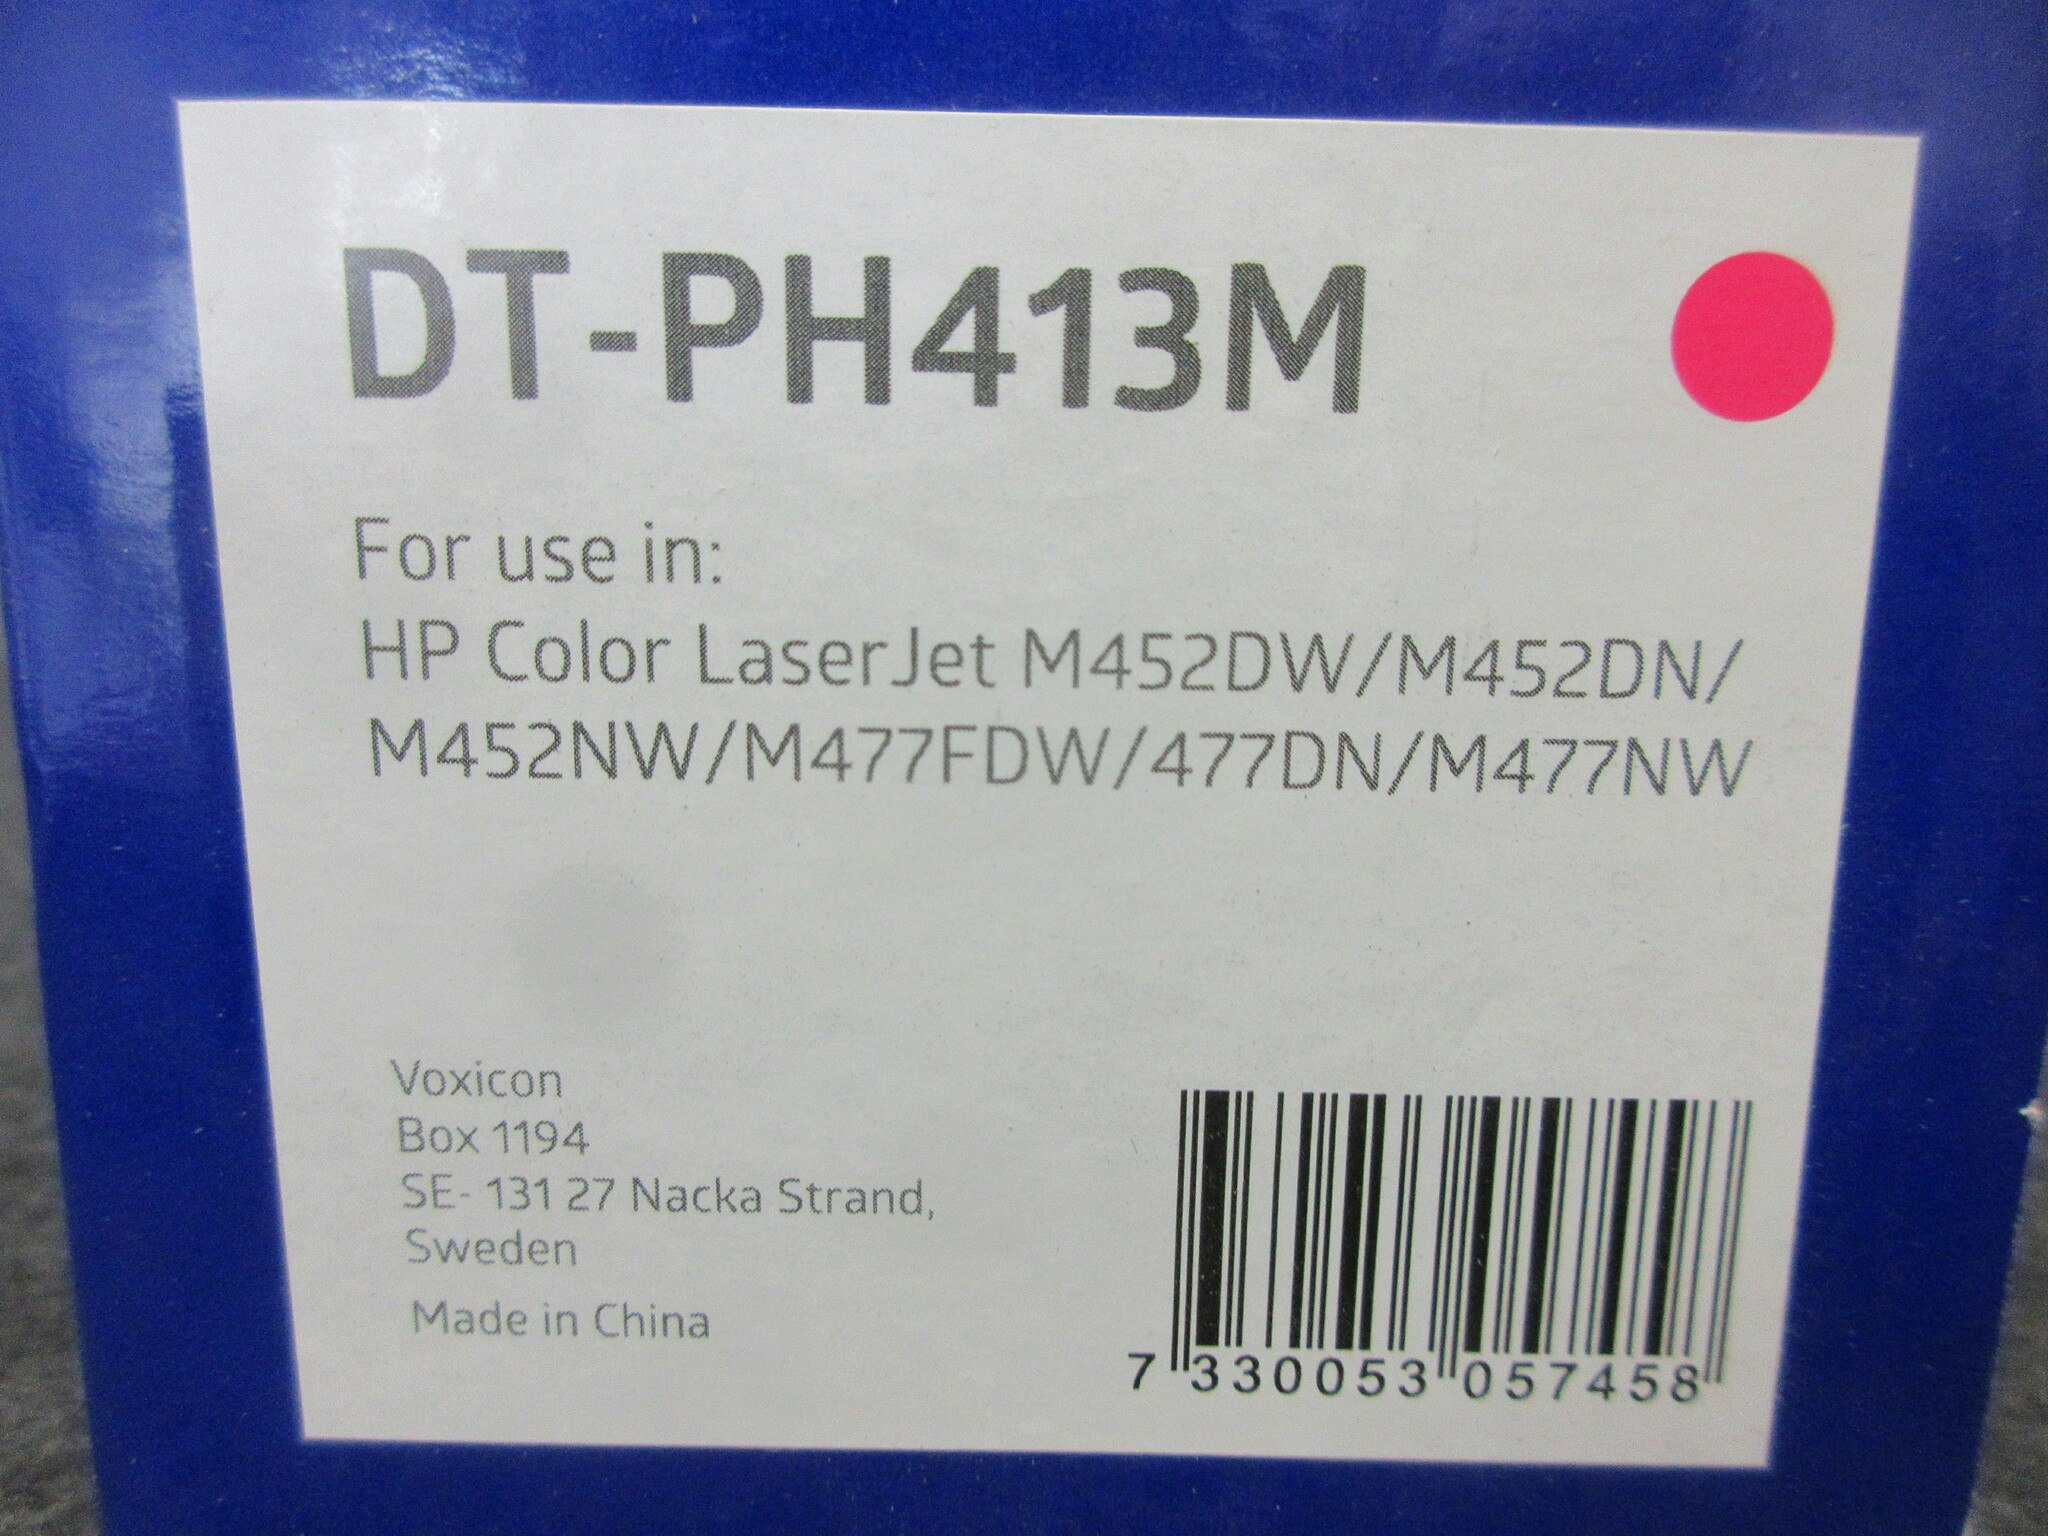 DT-PH413M
For use in:
HP Color LaserJet M452DW/M452DN/
M452NW/M477FDW/477DN/M477NW
Voxicon
Box 1194
SE- 131 27 Nacka Strand,
Sweden
Made in China
7 330053 057458